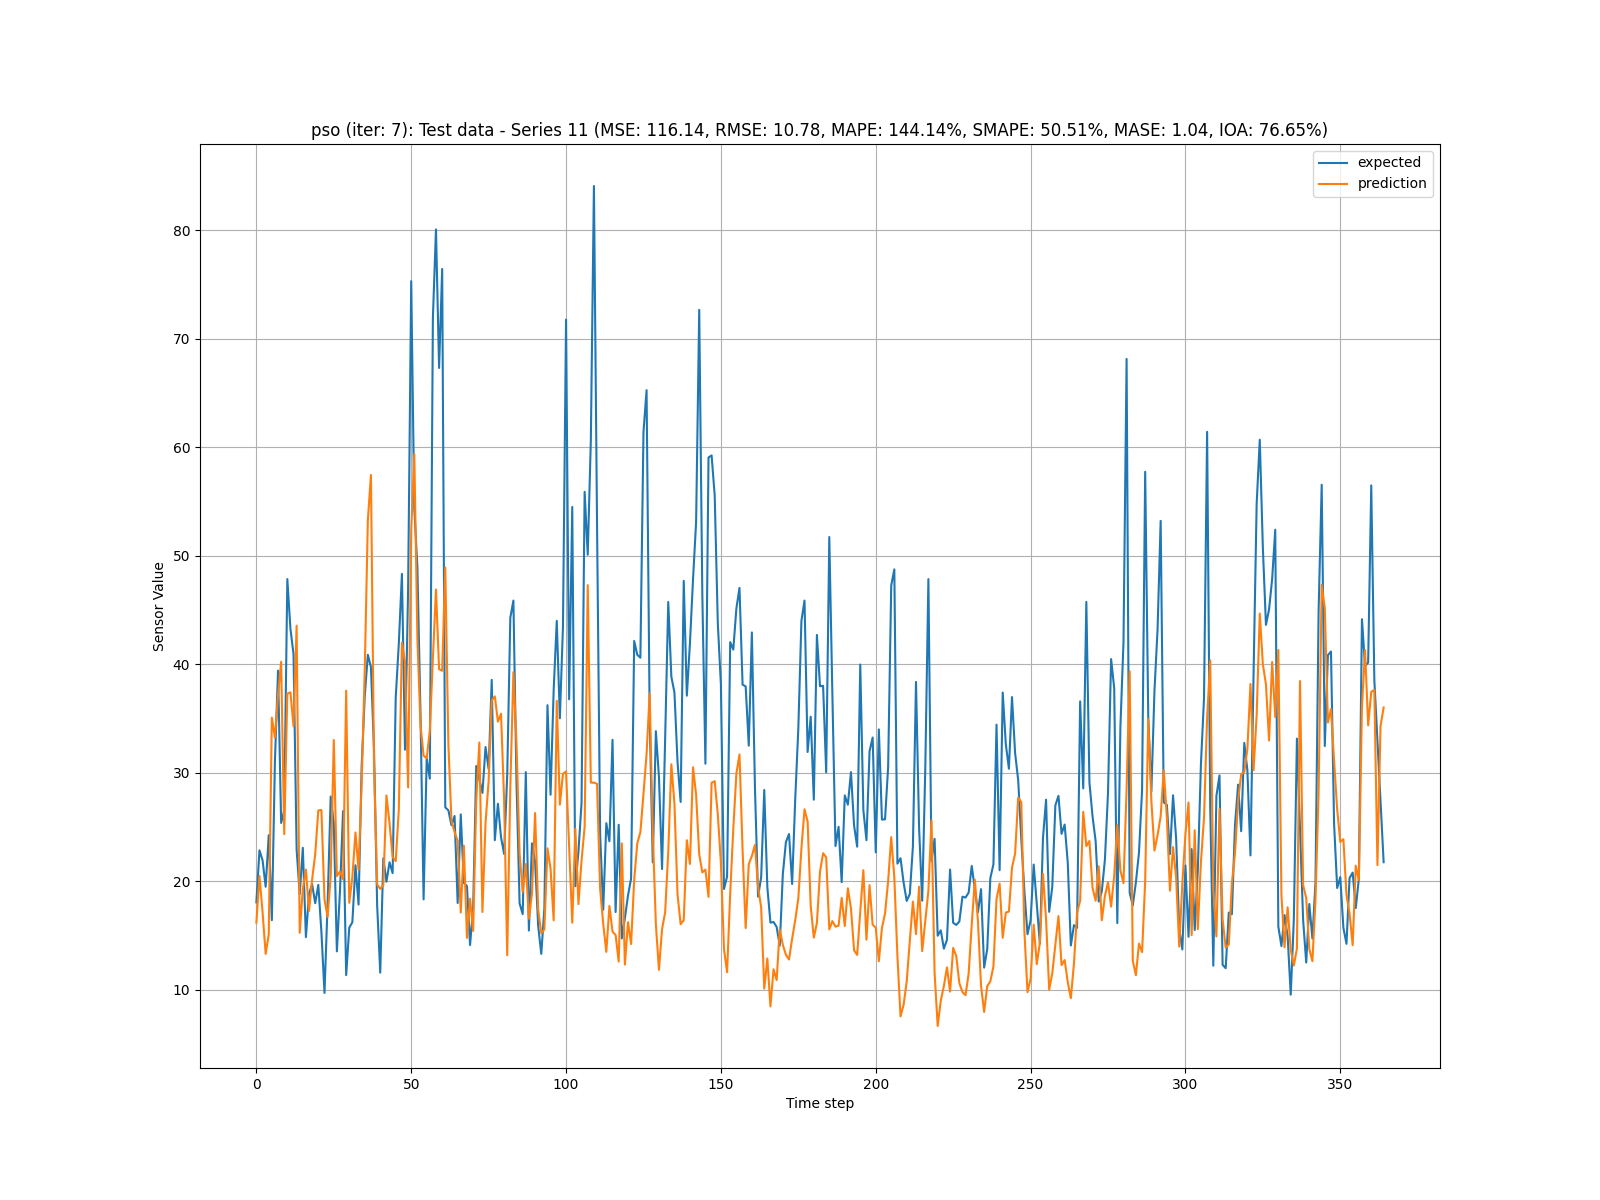 pso (iter: 7): Test data - Series 11 (MSE: 116.14, RMSE: 10.78, MAPE: 144.14%, SMAPE: 50.51%, MASE: 1.04, IOA: 76.65%)
expected
prediction
80
70
60
50
40
30
20
10
Sensor Value
0 50 100 150 200 250 300 350
Time step